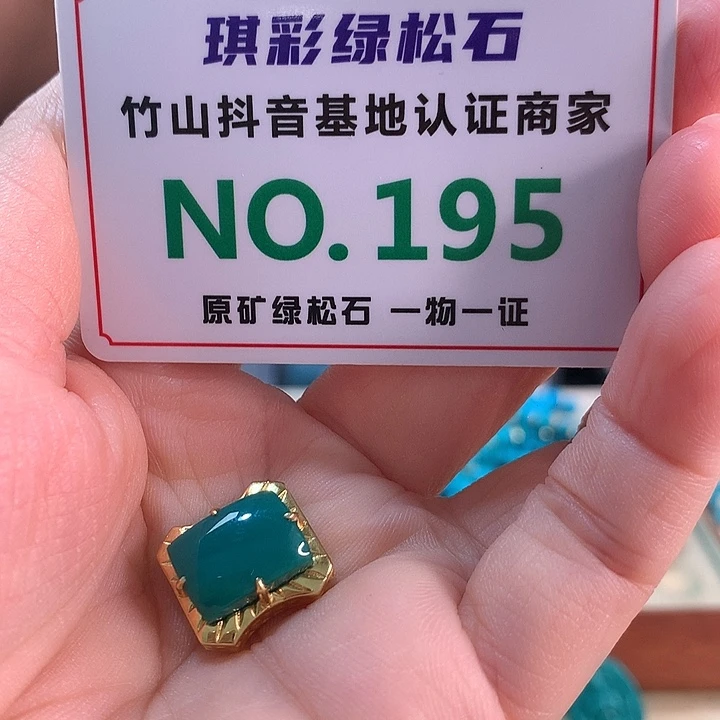 琪彩绿松石
竹山抖音基地认证商家
NO.195
原矿绿松石 一物一证